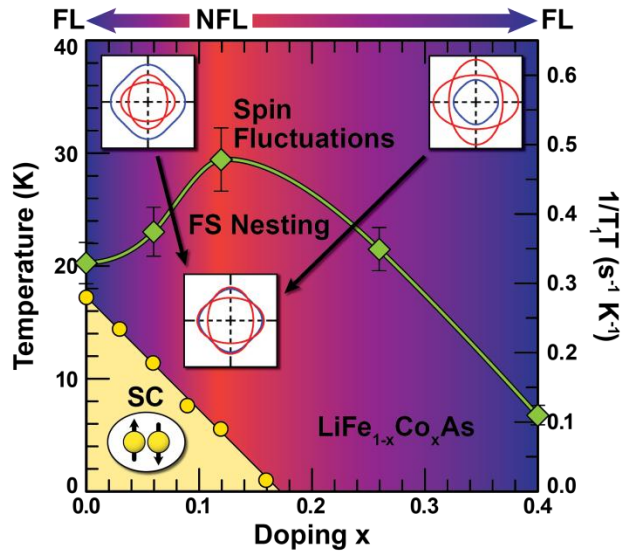 FL NFL FL
40
30
20
10
0
Temperature (K)
Spin
Fluctuations
FS Nesting
SC
LiFe1-xCoxAs
0.6
0.5
0.4
0.3
0.2
0.1
0.0
1/T1T (s-1 K-1)
0.0 0.1 0.2 0.3 0.4
Doping x